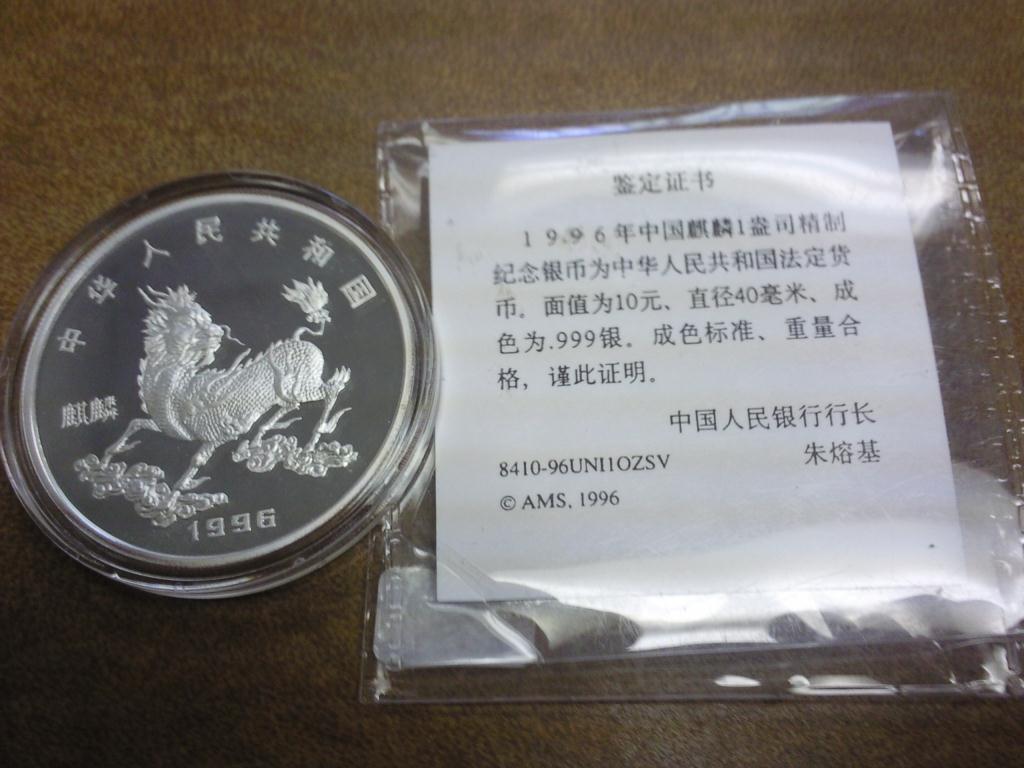 中华人民共和国
麒麟
1996
鉴定证书
1996年中国麒麟1盎司精制
纪念银币为中华人民共和国法定货
币。面值为10元、直径40毫米、成
色为.999银。成色标准、重量合
格，谨此证明。
中国人民银行行长
朱熔基
8410-96UNI1OZSV
© AMS, 1996